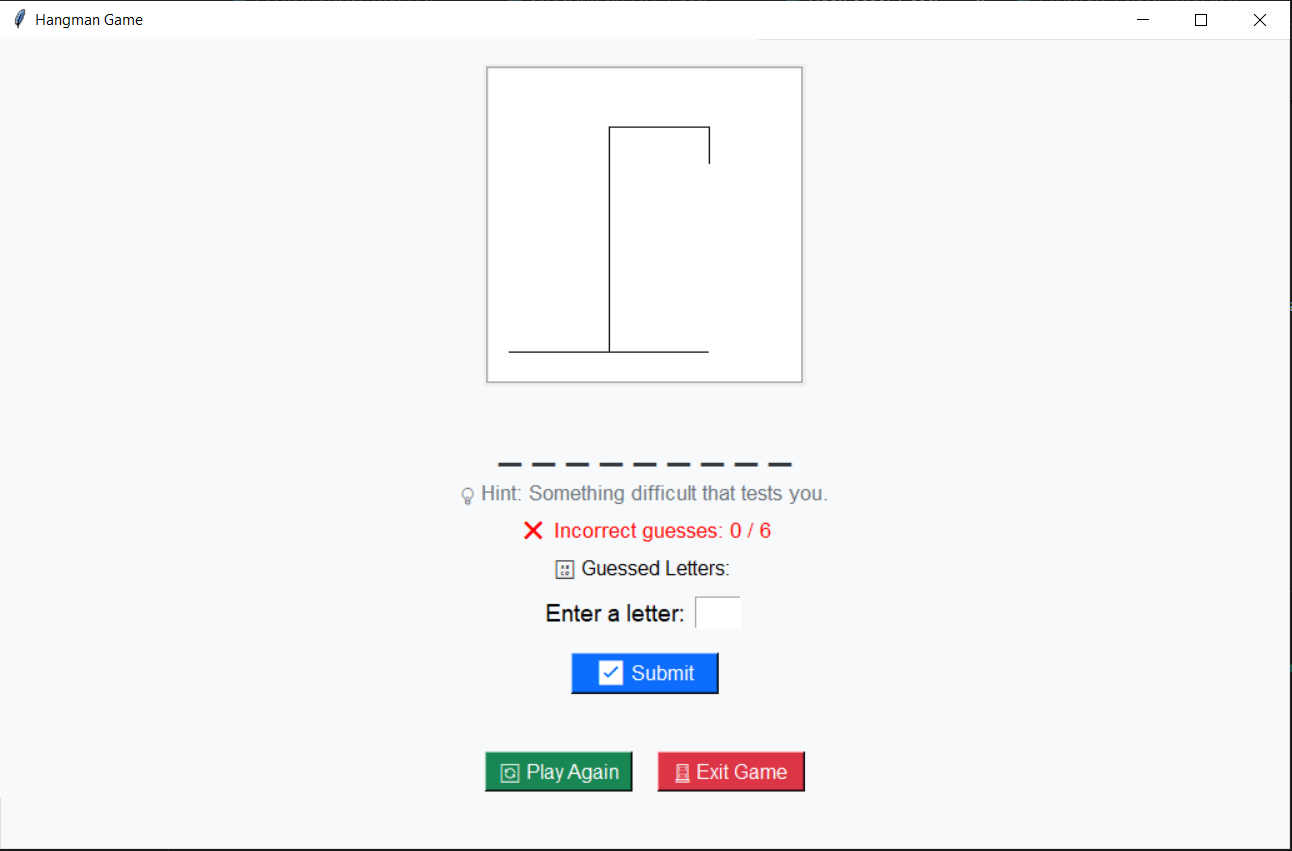 Hangman Game
_ _ _ _ _ _ _ _ _
Hint: Something difficult that tests you.
Incorrect guesses: 0 / 6
Guessed Letters:
Enter a letter:
Submit
Play Again
Exit Game